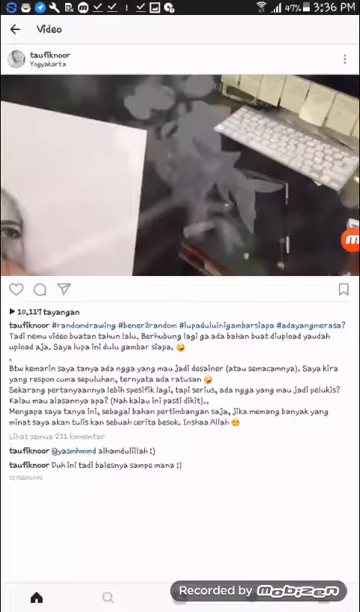 47% 3:36 PM
Video
taufiknoor
Yogyakarta
10,117 tayangan
taufiknoor #randomdrawing #bener2random #lupaduluinigambarsiapa #adayangmerasa?
Tadi nemu video buatan tahun lalu. Berhubung lagi ga ada bahan buat diupload yaudah
upload aja. Saya lupa ini dulu gambar siapa. 😜
.
Btw kemarin saya tanya ada ngga yang mau jadi desainer (atau semacamnya). Saya kira
yang respon cuma sepuluhan, ternyata ada ratusan 😜
Sekarang pertanyaannya lebih spesifik lagi, tapi serius, ada ngga yang mau jadi pelukis?
Kalau mau alasannya apa? (Nah kalau ini pasti dikit)..
Mengapa saya tanya ini, sebagai bahan pertimbangan saja, jika memang banyak yang
minat saya akan tulis kan sebuah cerita besok. Inshaa Allah 😁
Lihat semua 231 komentar
taufiknoor @yasmhmmd alhamdulillah :)
taufiknoor Duh ini tadi balesnya sampe mana :|
Recorded by mobizen